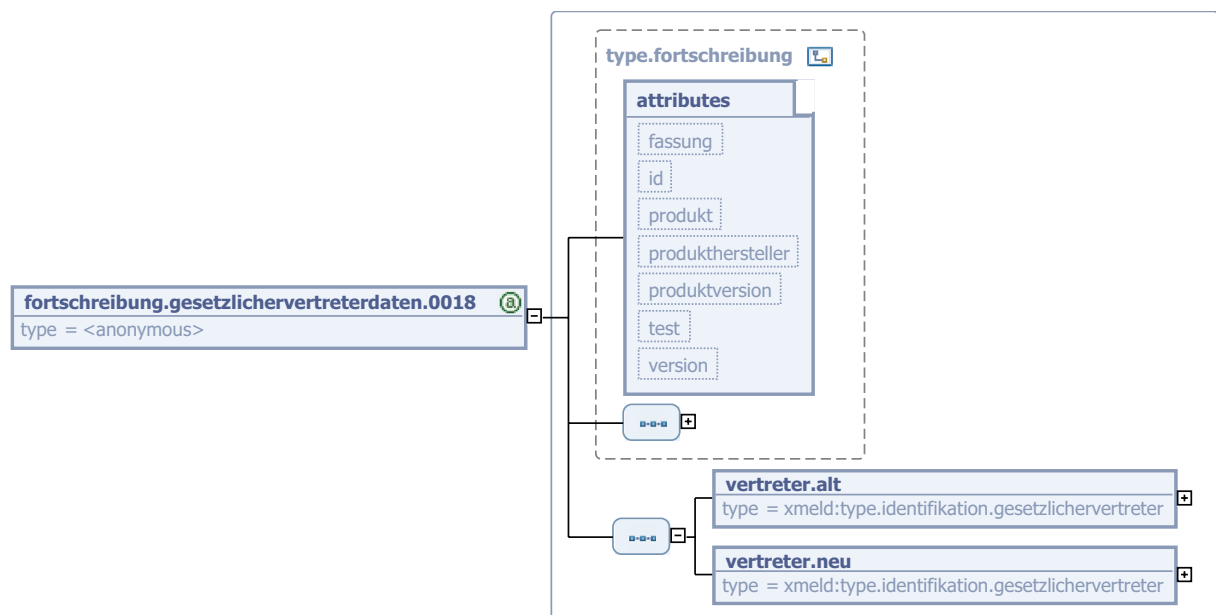 type.fortschreibung
attributes
fassung
id
produkt
produkthersteller
produktversion
test
version
fortschreibung.gesetzlichervertreterdaten.0018 @
type = <anonymous>
vertreter.alt
type = xmeld:type.identifikation.gesetzlichervertreter
vertreter.neu
type = xmeld:type.identifikation.gesetzlichervertreter